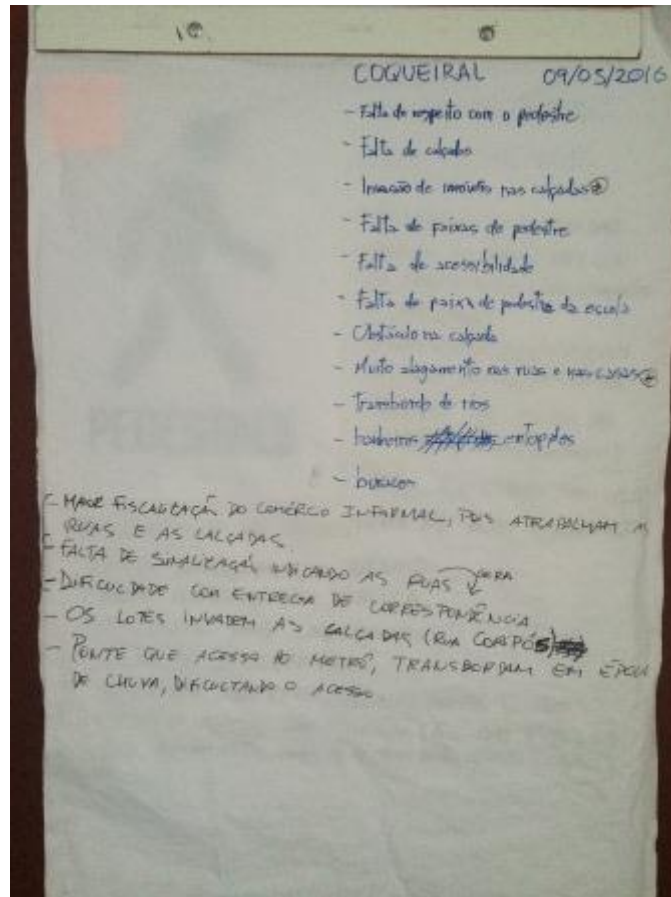 COQUEIRAL 09/05/2016
- Falta de respeito com o pedestre
- Falta de calçadas
- Invasão de imóveis nas calçadas
- Falta de faixas de pedestre
- Falta de acessibilidade
- Falta de faixa de pedestre da escola
- Obstáculo na calçada
- Muito alagamento nas ruas e nas casas
- Transbordo de rios
- entupidos
- buracos
- MAIOR FISCALIZAÇÃO DO COMÉRCIO INFORMAL, POIS ATRAPALHAM AS
RUAS E AS CALÇADAS.
- FALTA DE SINALIZAÇÃO INDICANDO AS RUAS GERA
- DIFICULDADE COM ENTREGA DE CORRESPONDÊNCIA
- OS LOTES INVADEM AS CALÇADAS (RUA
- PONTE QUE ACESSA AO METRÔ, TRANSBORDAM EM ÉPOCA
DE CHUVA, DIFICULTANDO O ACESSO